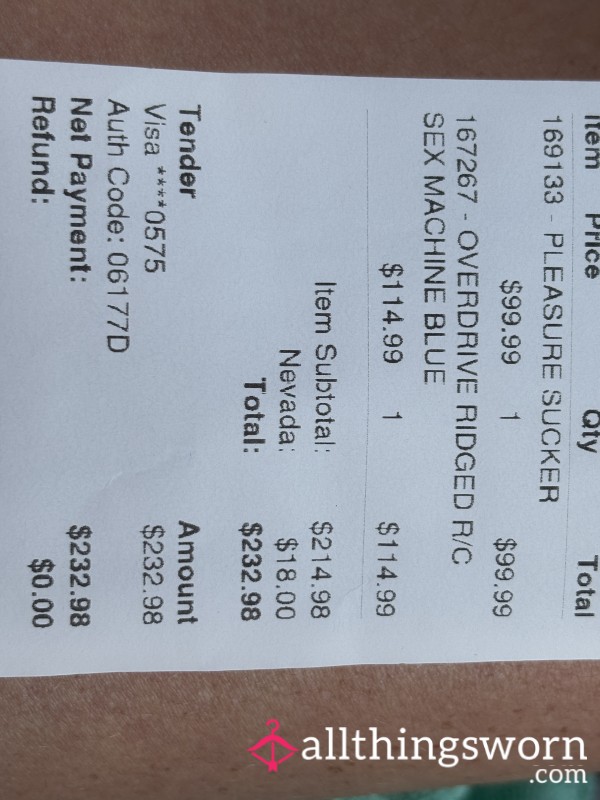 Item Price Qty Total
169133 - PLEASURE SUCKER
$99.99 1 $99.99
167267 - OVERDRIVE RIDGED R/C
SEX MACHINE BLUE
$114.99 1 $114.99
Item Subtotal: $214.98
Nevada: $18.00
Total: $232.98
Tender Amount
Visa ****0575 $232.98
Auth Code: 06177D
Net Payment: $232.98
Refund: $0.00
allthingsworn
.com